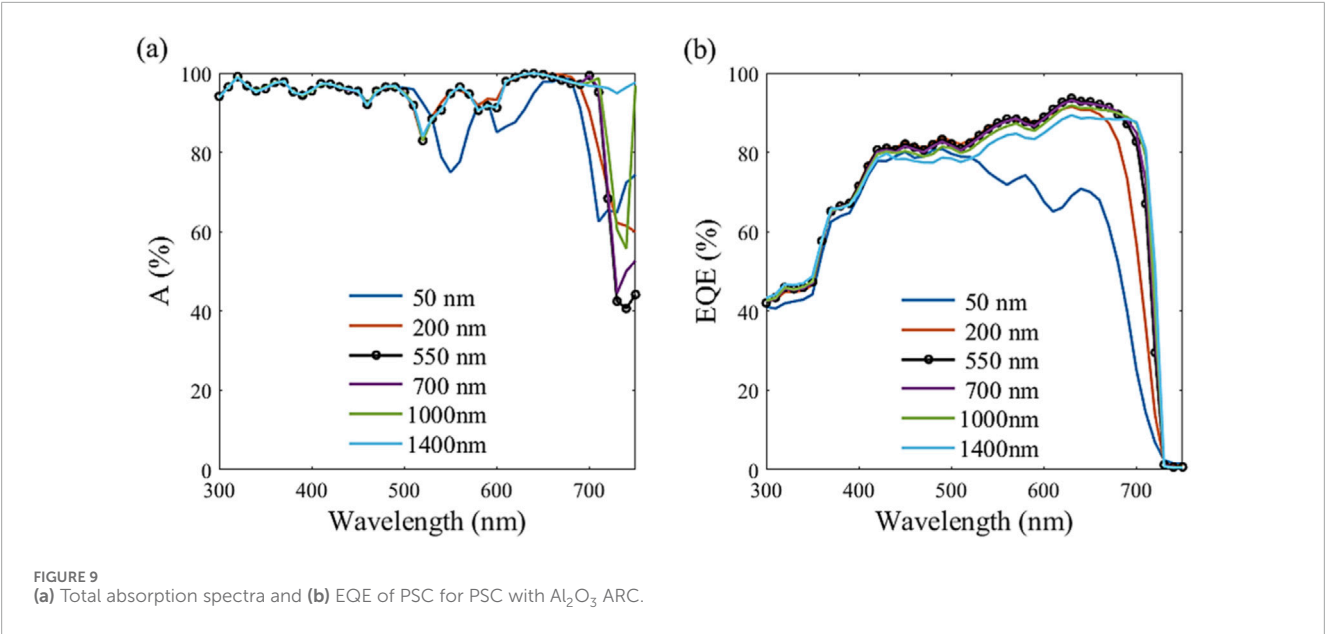 (a)
100
80
60
40
20
0
A (%)
50 nm
200 nm
550 nm
700 nm
1000nm
1400nm
300 400 500 600 700
Wavelength (nm)
(b)
100
80
60
40
20
0
EQE (%)
50 nm
200 nm
550 nm
700 nm
1000nm
1400nm
300 400 500 600 700
Wavelength (nm)
FIGURE 9
(a) Total absorption spectra and (b) EQE of PSC for PSC with Al₂O₃ ARC.